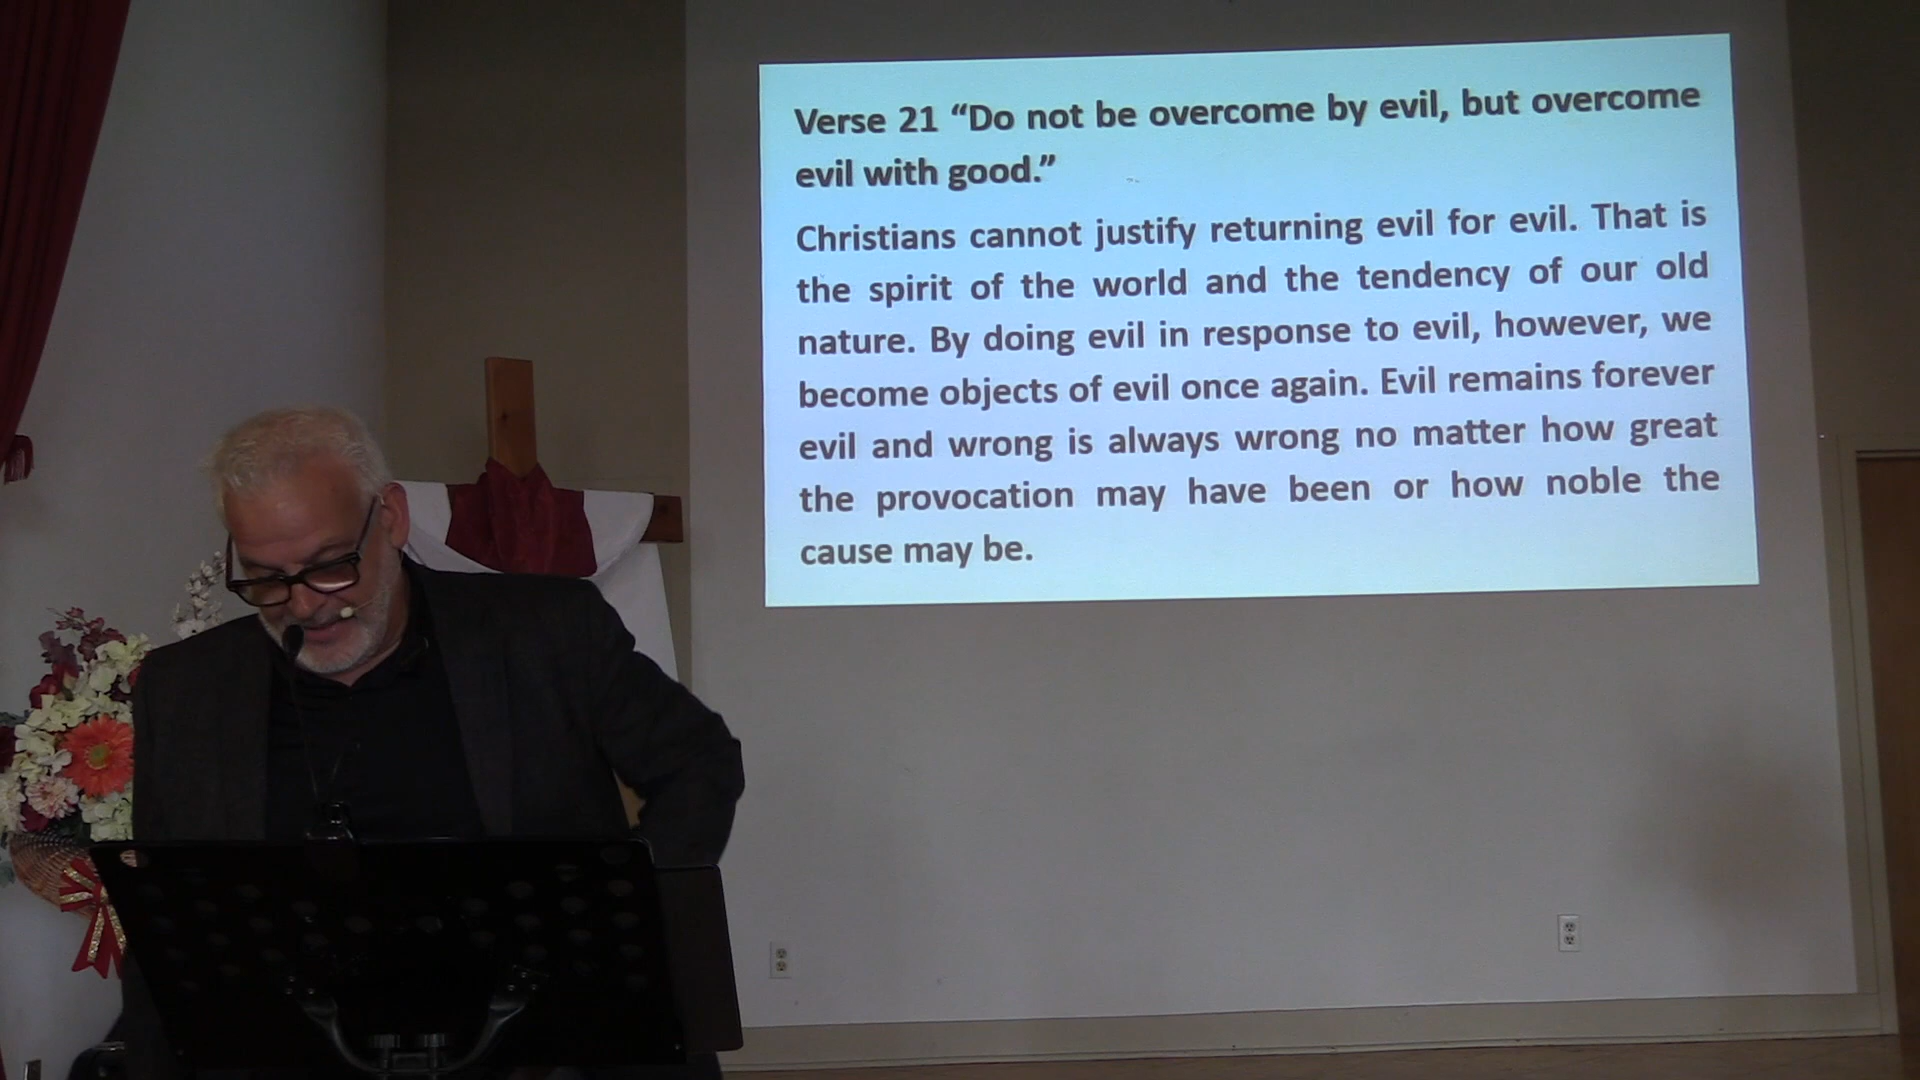 Verse 21 “Do not be overcome by evil, but overcome
evil with good.”
Christians cannot justify returning evil for evil. That is
the spirit of the world and the tendency of our old
nature. By doing evil in response to evil, however, we
become objects of evil once again. Evil remains forever
evil and wrong is always wrong no matter how great
the provocation may have been or how noble the
cause may be.